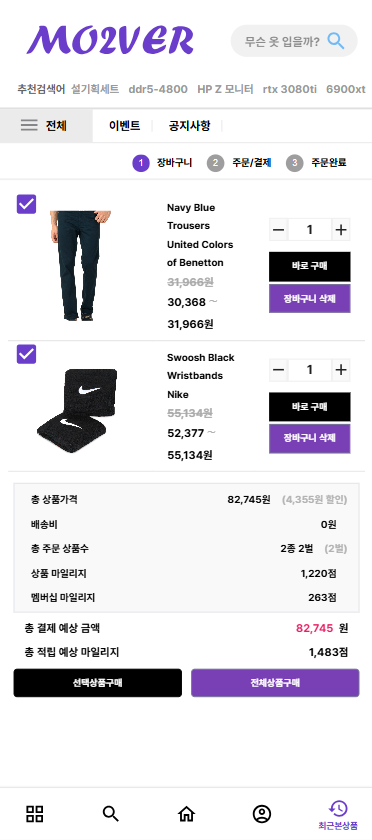 MO2VER
무슨 옷 입을까?
추천검색어 설기획세트 ddr5-4800 HP Z 모니터 rtx 3080ti 6900xt
전체 이벤트 공지사항
1 장바구니 2 주문/결제 3 주문완료
Navy Blue
Trousers
United Colors
of Benetton
31,966원
30,368 ~
31,966원
1
바로 구매
장바구니 삭제
Swoosh Black
Wristbands
Nike
55,134원
52,377 ~
55,134원
1
바로 구매
장바구니 삭제
총 상품가격 82,745원 (4,355원 할인)
배송비 0원
총 주문 상품수 2종 2벌 (2벌)
상품 마일리지 1,220점
멤버십 마일리지 263점
총 결제 예상 금액 82,745 원
총 적립 예상 마일리지 1,483점
선택상품구매 전체상품구매
최근본상품